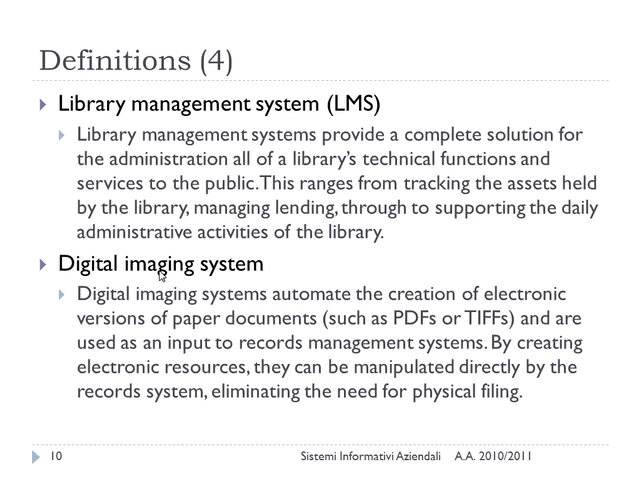 Definitions (4)
Library management system (LMS)
Library management systems provide a complete solution for
the administration all of a library's technical functions and
services to the public. This ranges from tracking the assets held
by the library, managing lending, through to supporting the daily
administrative activities of the library.
Digital imaging system
Digital imaging systems automate the creation of electronic
versions of paper documents (such as PDFs or TIFFs) and are
used as an input to records management systems. By creating
electronic resources, they can be manipulated directly by the
records system, eliminating the need for physical filing.
10 Sistemi Informativi Aziendali A.A. 2010/2011